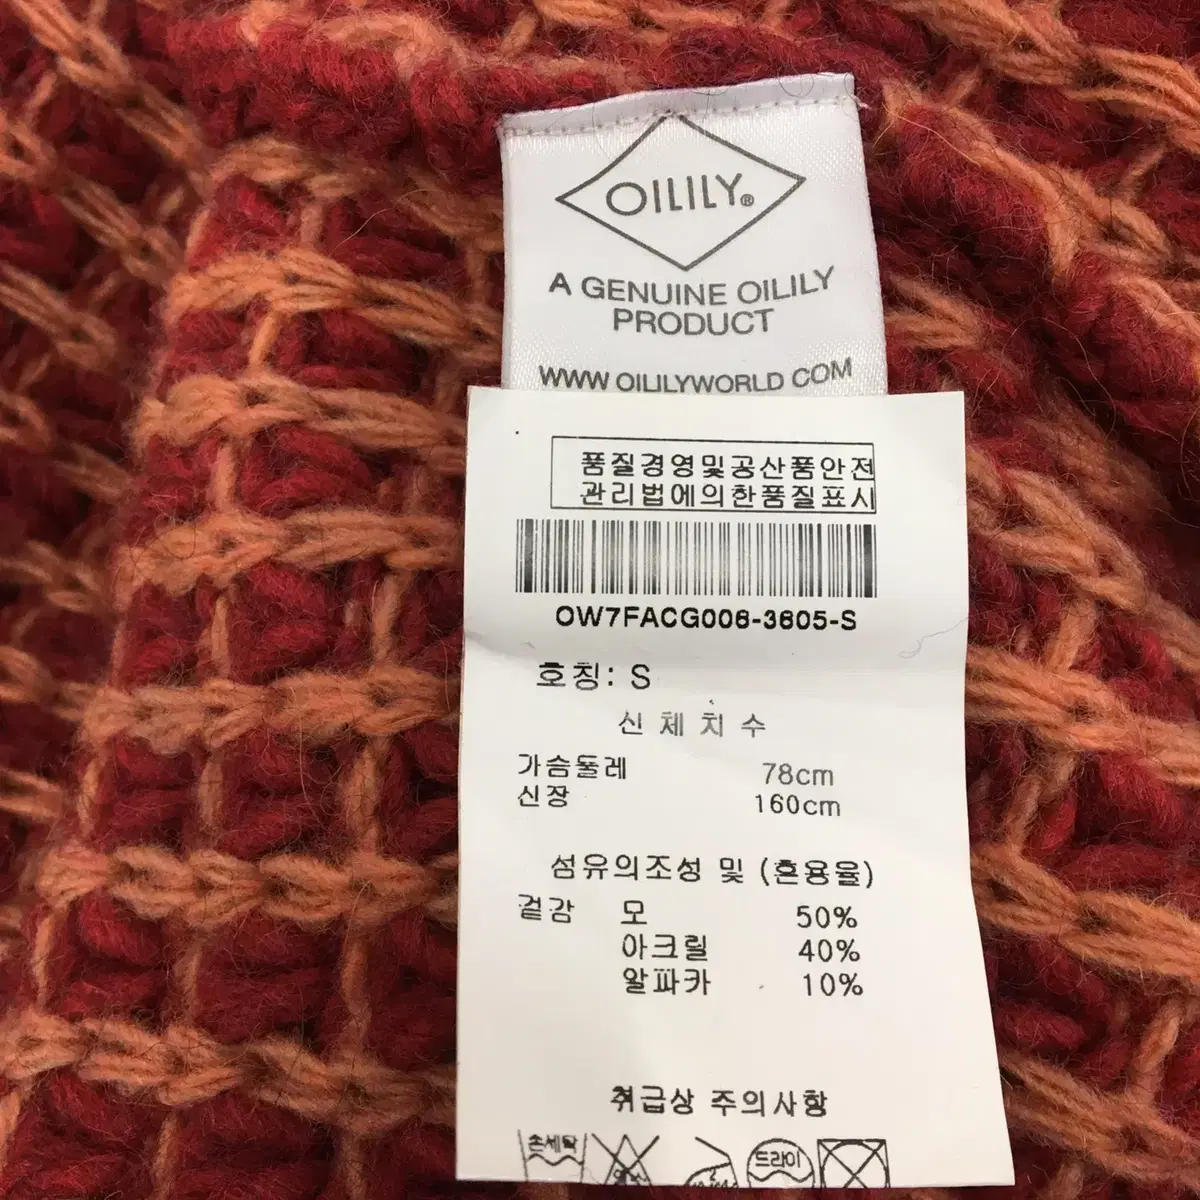 OILILY®
A GENUINE OILILY
PRODUCT
WWW OILILYWORLD COM
품질경영및공산품안전
관리법에의한품질표시
OW7FACG006-3605-S
호칭: S
신 체 치 수
가슴둘레 78cm
신장 160cm
섬유의조성 및 (혼용율)
겉감 모 50%
아크릴 40%
알파카 10%
취급상 주의사항
손세탁
드라이